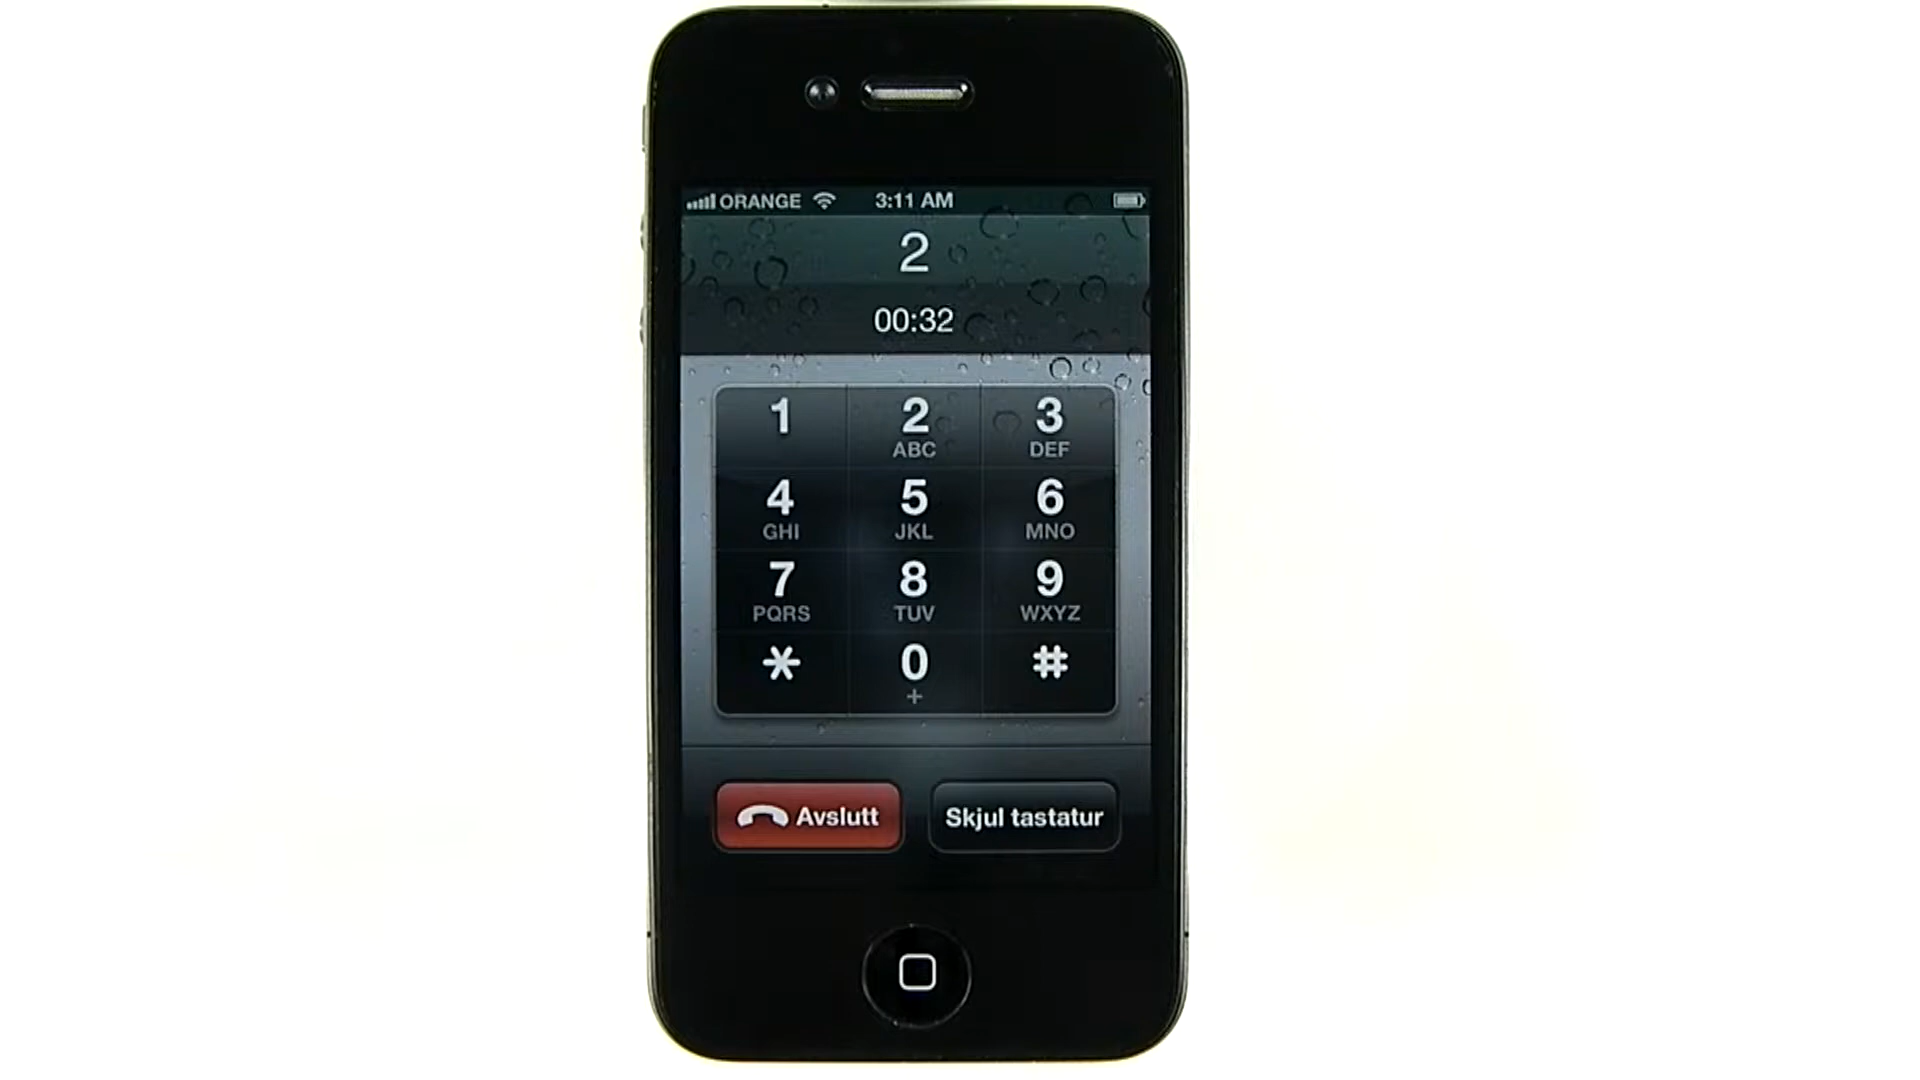 ORANGE 3:11 AM
2
00:32
1 2 3
ABC DEF
4 5 6
GHI JKL MNO
7 8 9
PQRS TUV WXYZ
* 0 #
+
Avslutt Skjul tastatur